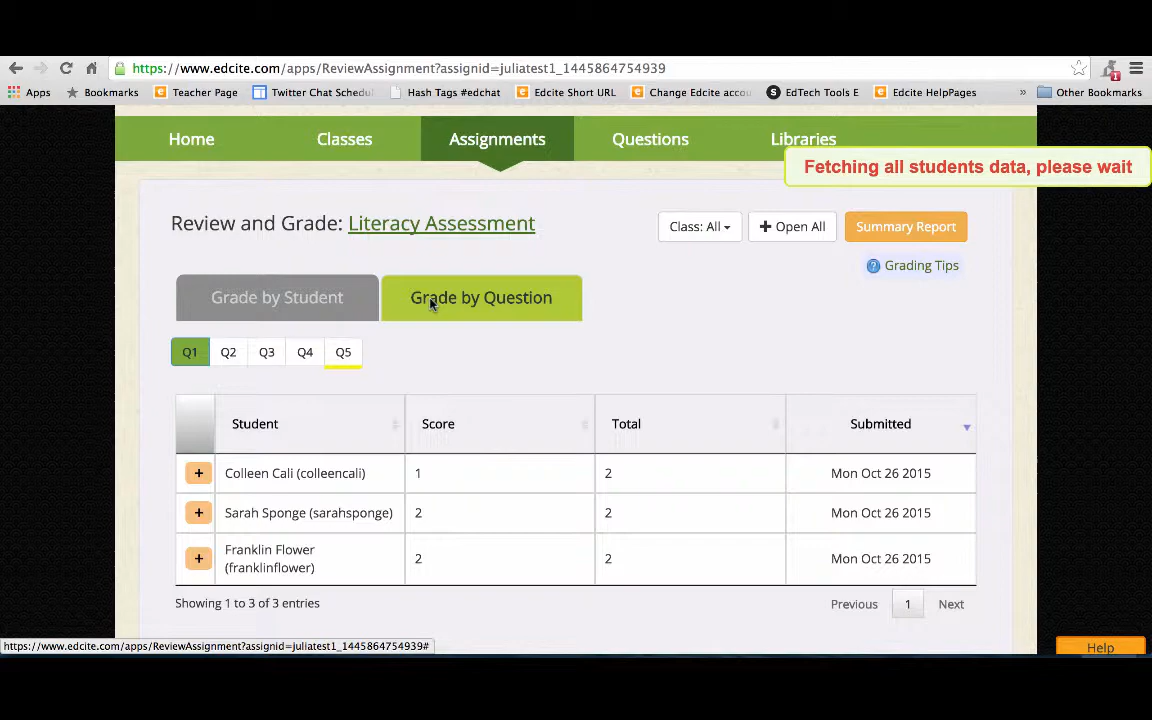 https://www.edcite.com/apps/ReviewAssignment?assignid=juliatest1_1445864754939
Apps Bookmarks Teacher Page Twitter Chat Schedu Hash Tags #edchat Edcite Short URL Change Edcite accou EdTech Tools E Edcite HelpPages » Other Bookmarks
Home Classes Assignments Questions Libraries
Fetching all students data, please wait
Review and Grade: Literacy Assessment Class: All + Open All Summary Report
? Grading Tips
Grade by Student Grade by Question
Q1 Q2 Q3 Q4 Q5
Student Score Total Submitted
+ Colleen Cali (colleencali) 1 2 Mon Oct 26 2015
+ Sarah Sponge (sarahsponge) 2 2 Mon Oct 26 2015
+ Franklin Flower (franklinflower) 2 2 Mon Oct 26 2015
Showing 1 to 3 of 3 entries Previous 1 Next
https://www.edcite.com/apps/ReviewAssignment?assignid=juliatest1_1445864754939#
Help